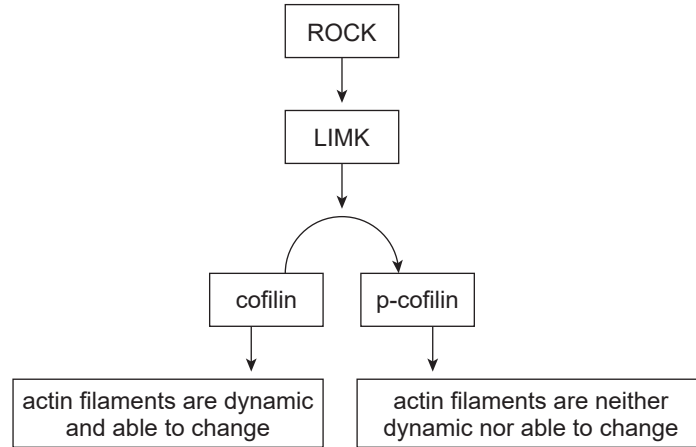 ROCK
LIMK
cofilin
p-cofilin
actin filaments are dynamic
and able to change
actin filaments are neither
dynamic nor able to change